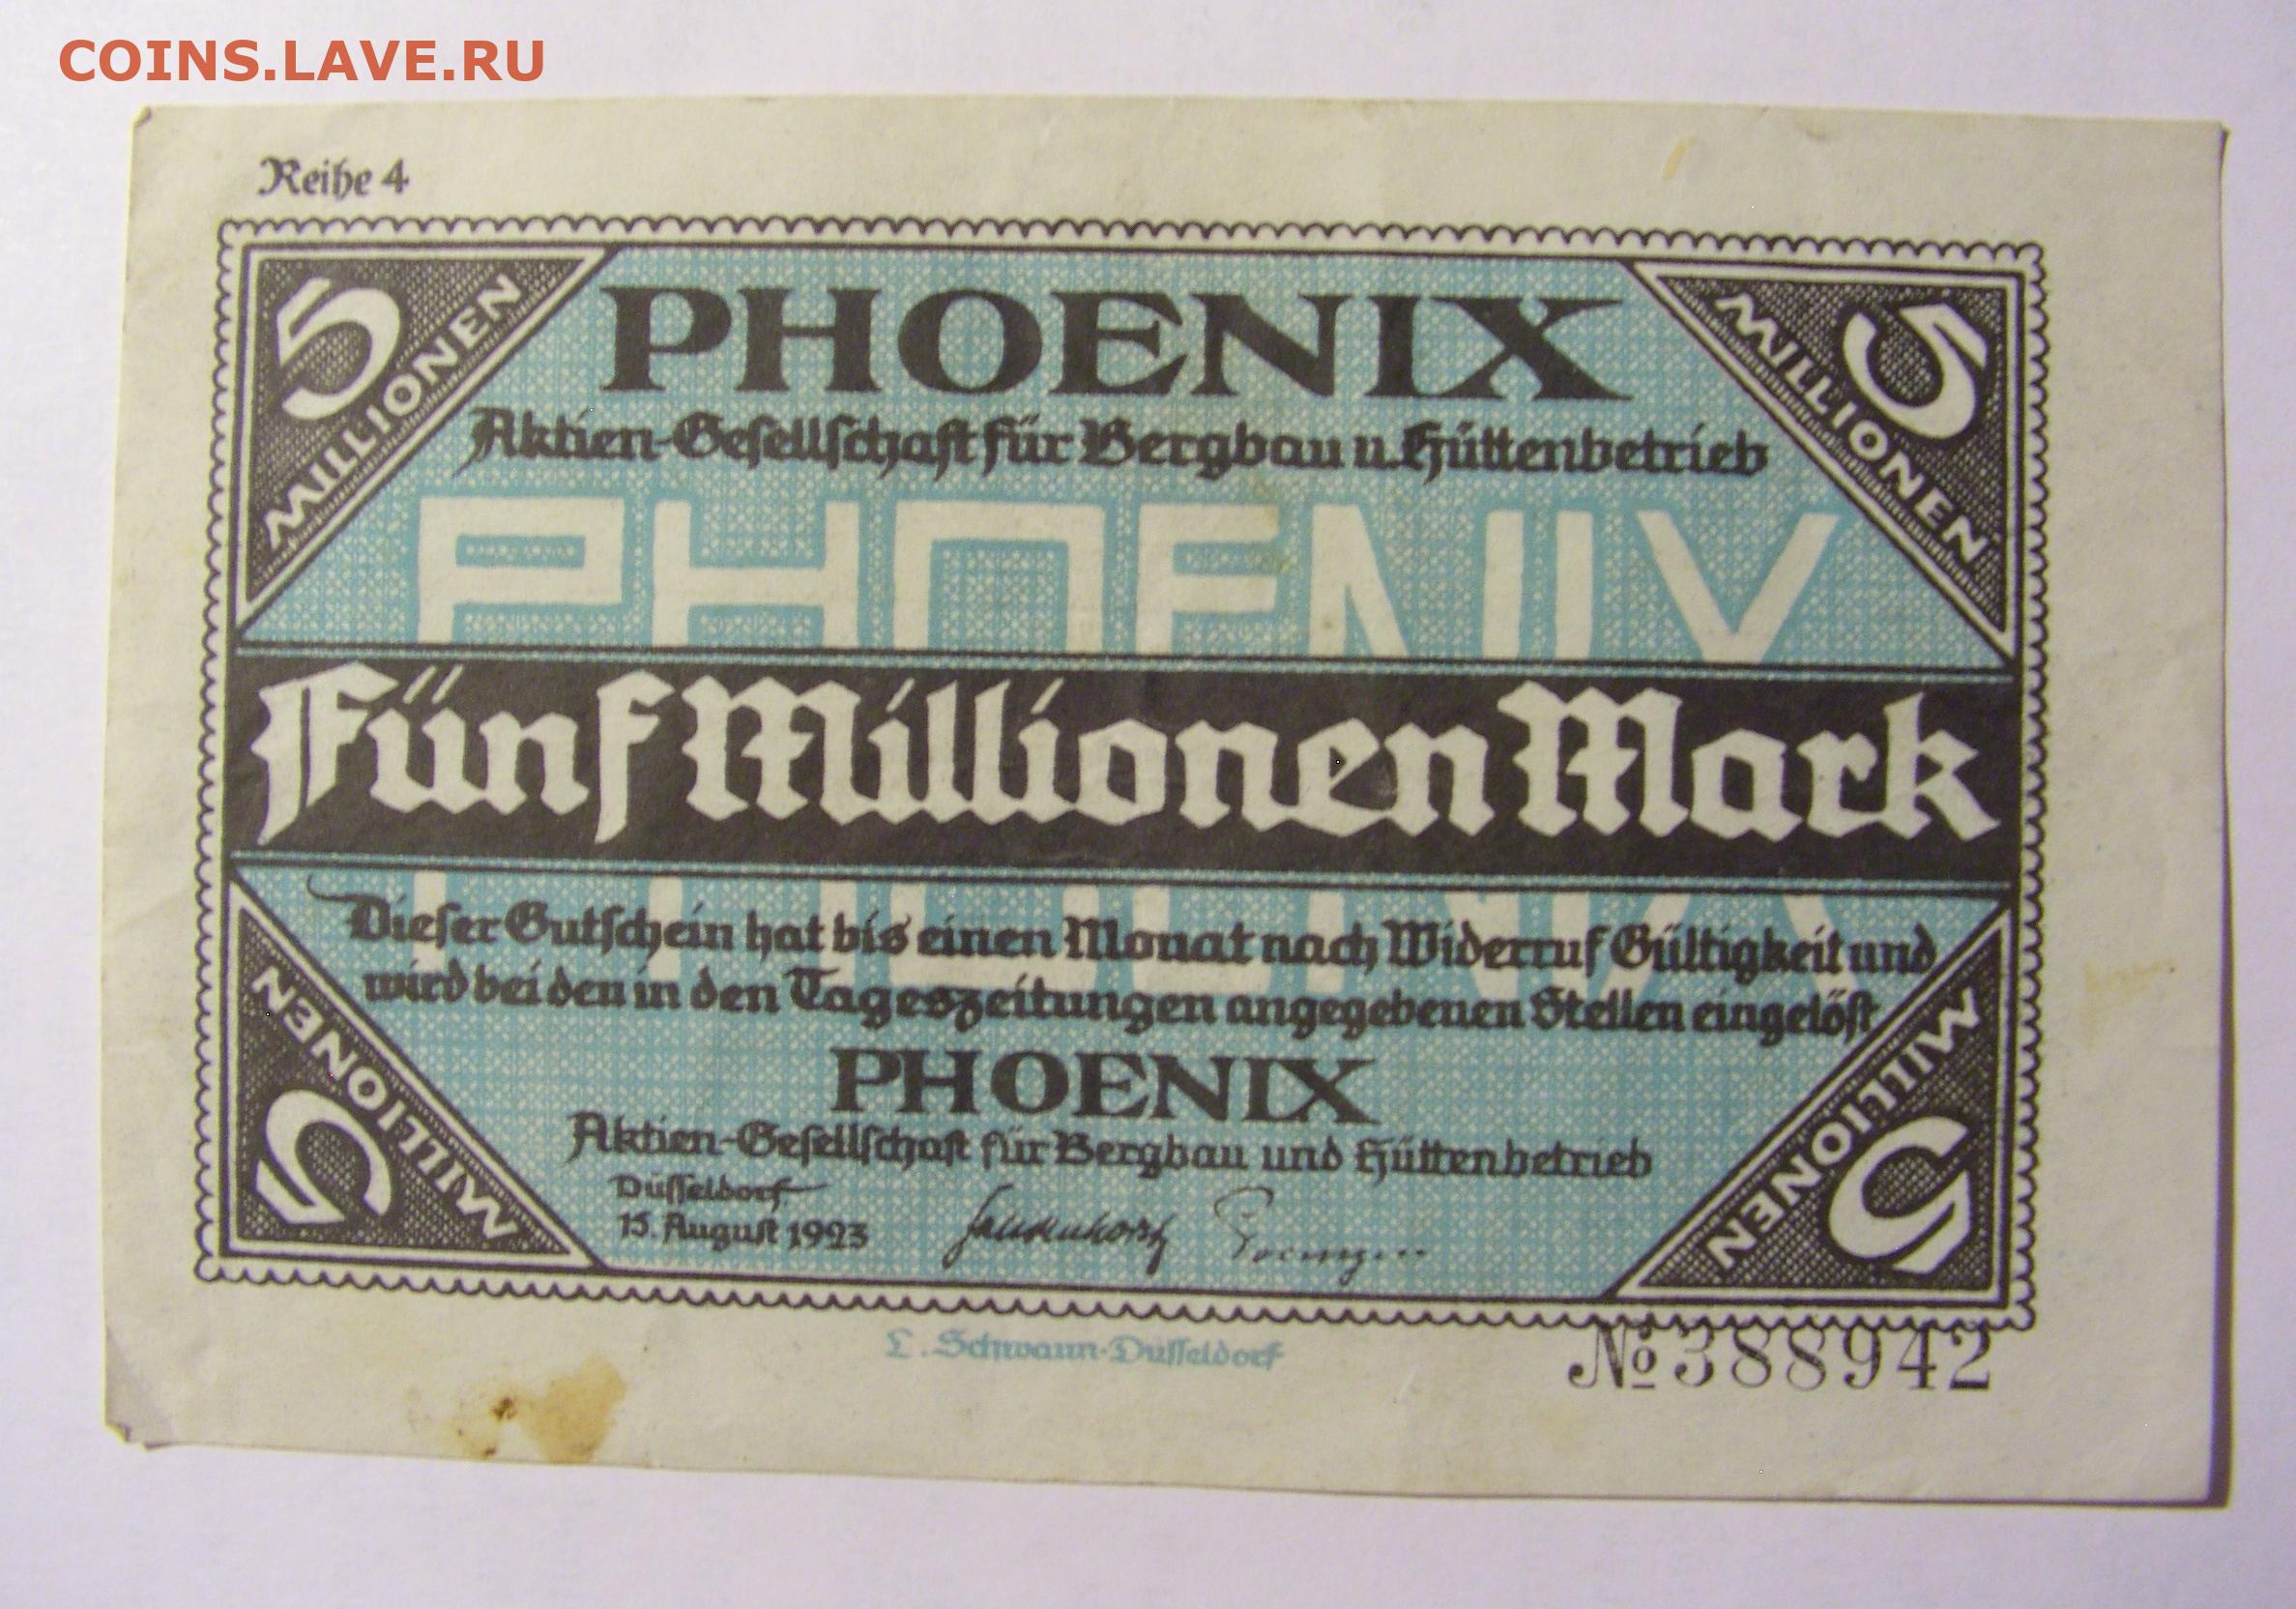 COINS.LAVE.RU
Reihe 4
5 MILLIONEN
5 MILLIONEN
PHOENIX
Aktien-Gesellschaft für Bergbau u. Hüttenbetrieb
PHOENIX
Fünf Millionen Mark
Dieser Gutschein hat bis einen Monat nach Widerruf Gültigkeit und
wird bei den in den Tageszeitungen angegebenen Stellen eingelöst
PHOENIX
Aktien-Gesellschaft für Bergbau und Hüttenbetrieb
Düsseldorf
15. August 1923
5 MILLIONEN
5 MILLIONEN
L. Schwann-Düsseldorf
№ 388942